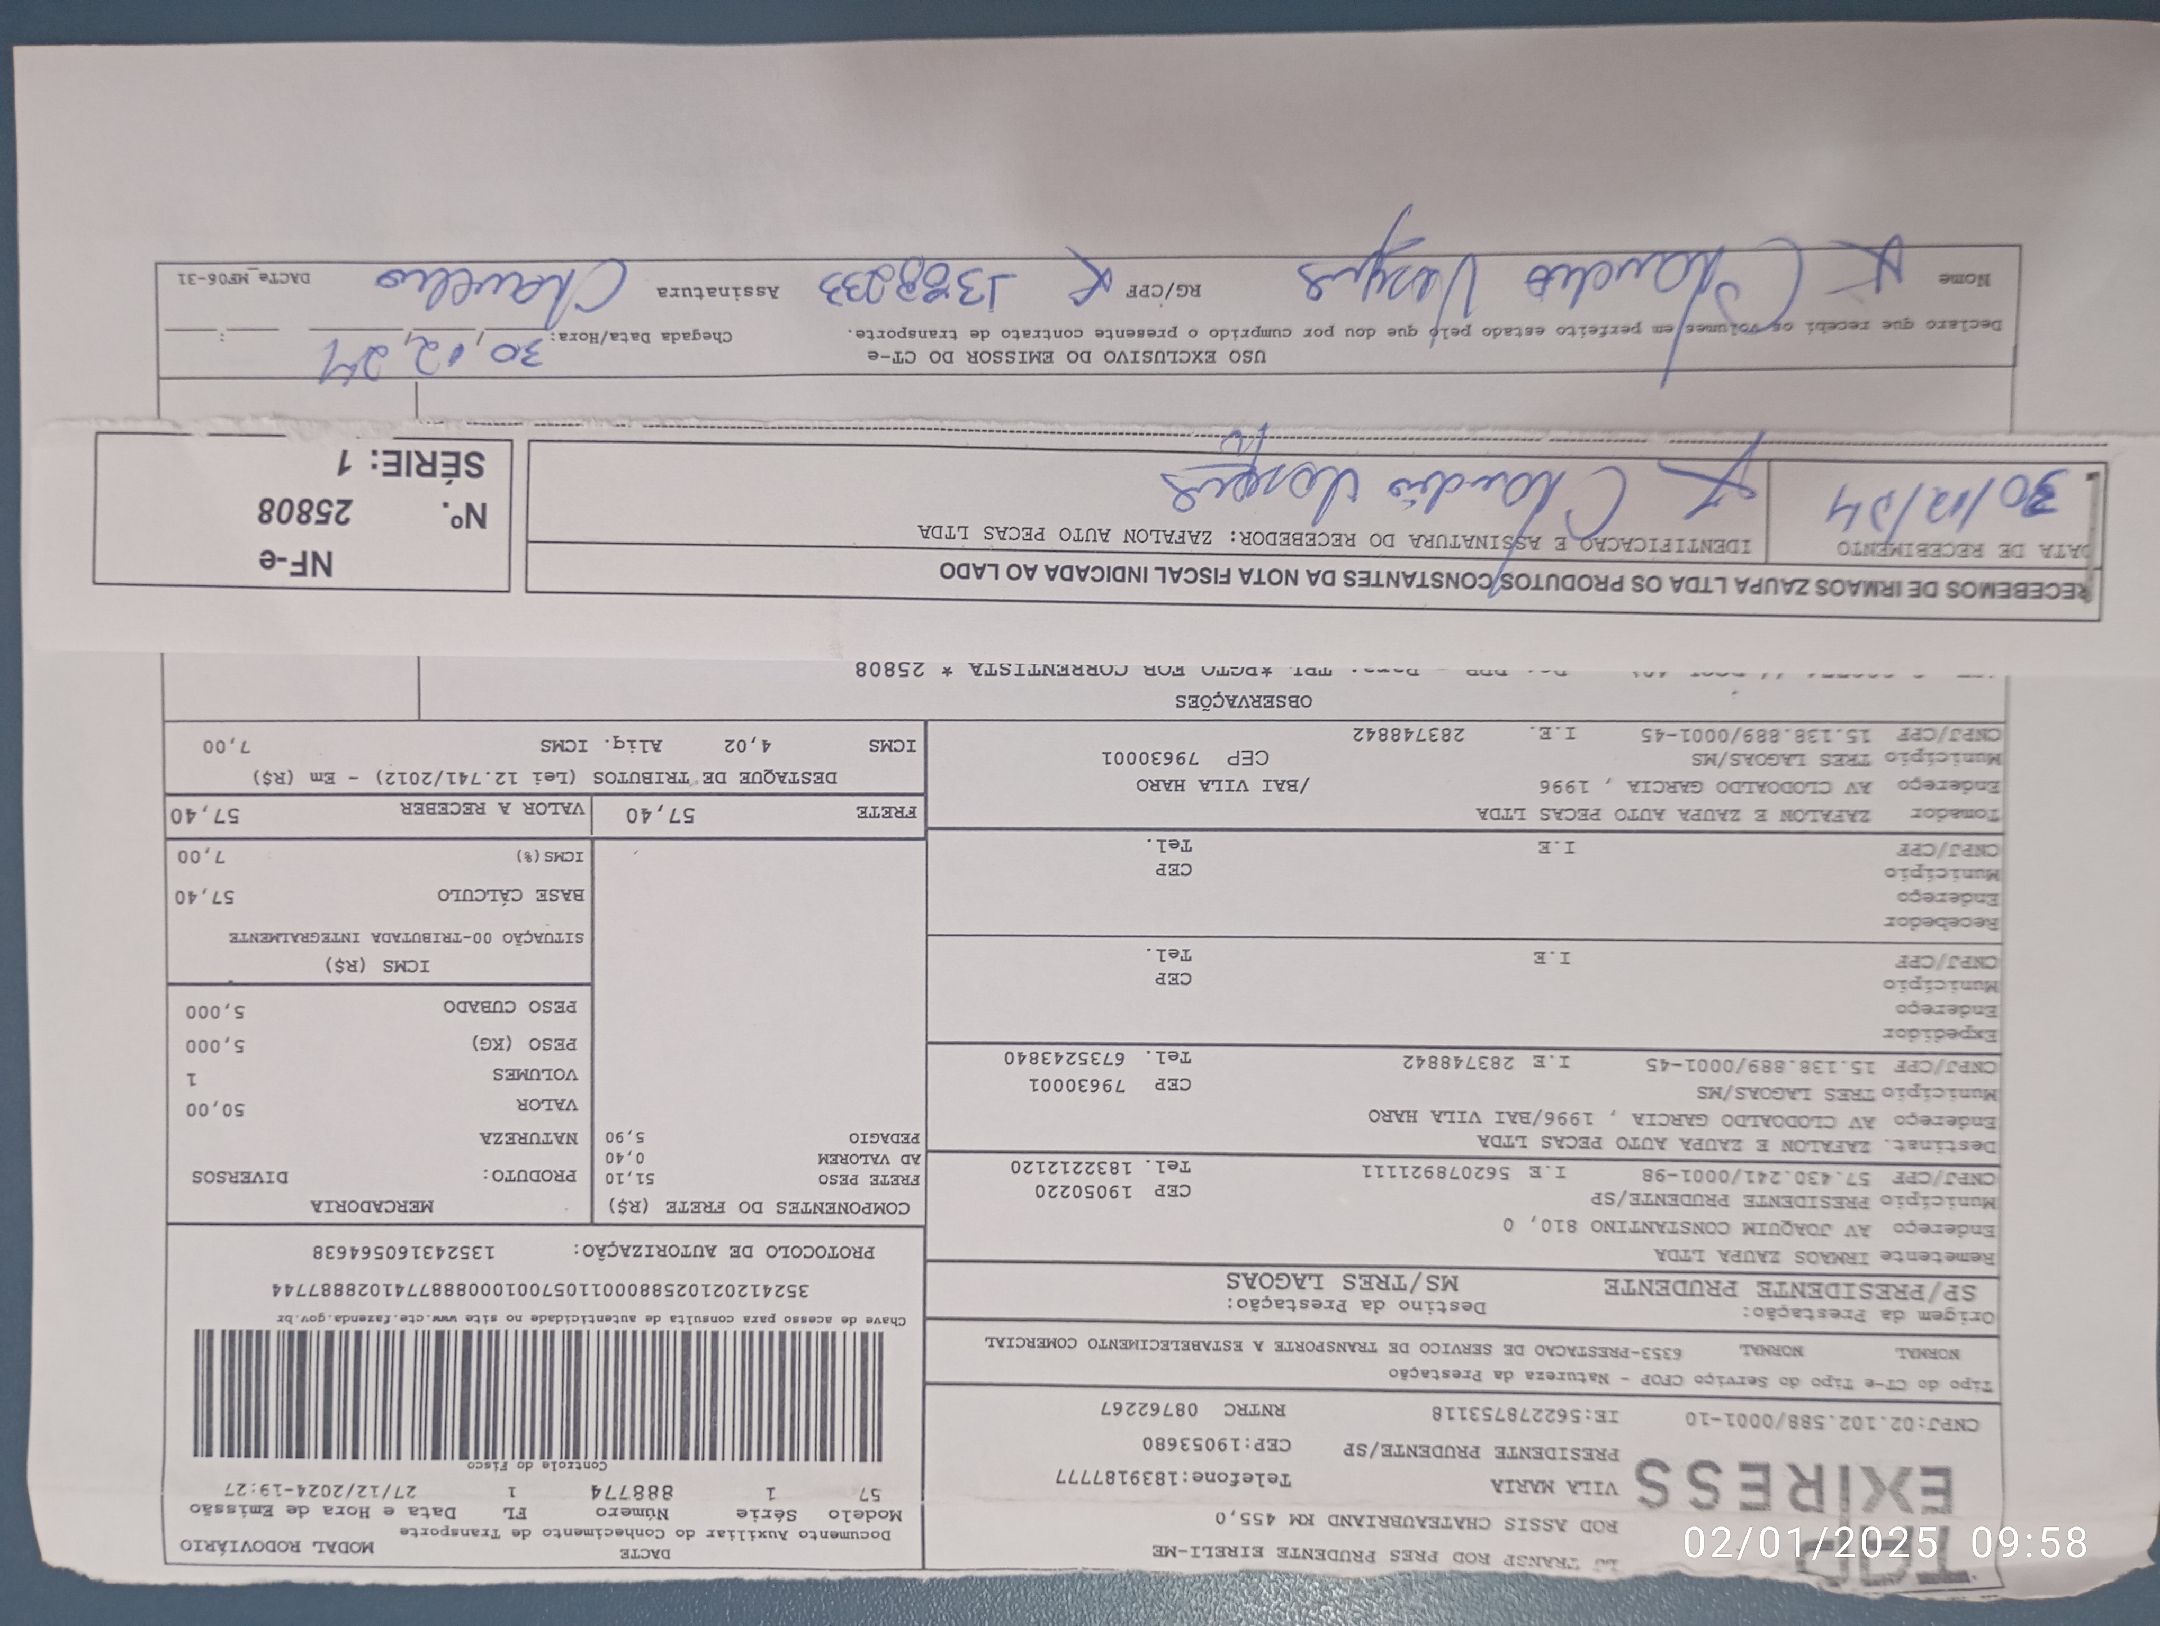 TDP
EXIRESS
LJ TRANSP ROD PRES PRUDENTE EIRELI-ME
ROD ASSIS CHATEAUBRIAND KM 455,0
VILA MARIA Telefone:1839187777
PRESIDENTE PRUDENTE/SP CEP:19053680
CNPJ:02.102.588/0001-10 IE:562278753118 RNTRC 08762267
DACTE MODAL RODOVIÁRIO
Documento Auxiliar do Conhecimento de Transporte
Modelo Série Número FL Data e Hora de Emissão
57 1 888774 1 27/12/2024-19:27
Controle do Fisco
Chave de acesso para consulta de autenticidade no site www.cte.fazenda.gov.br
35241202102588000110570010008887741028887744
PROTOCOLO DE AUTORIZAÇÃO: 135243160564638
Tipo do CT-e Tipo do Serviço CFOP - Natureza da Prestação
NORMAL NORMAL 6353-PRESTACAO DE SERVICO DE TRANSPORTE A ESTABELECIMENTO COMERCIAL
Origem da Prestação: Destino da Prestação:
SP/PRESIDENTE PRUDENTE MS/TRES LAGOAS
Remetente IRMAOS ZAUPA LTDA
Endereço AV JOAQUIM CONSTANTINO 810, 0
Município PRESIDENTE PRUDENTE/SP CEP 19050220
CNPJ/CPF 57.430.241/0001-98 I.E 562078921111 Tel. 1832212120
Destinat. ZAFALON E ZAUPA AUTO PECAS LTDA
Endereço AV CLODOALDO GARCIA , 1996/BAI VILA HARO
Município TRES LAGOAS/MS CEP 79630001
CNPJ/CPF 15.138.889/0001-45 I.E 283748842 Tel. 6735243840
Expedidor
Endereço
Município CEP
CNPJ/CPF I.E Tel.
Recebedor
Endereço
Município CEP
CNPJ/CPF I.E Tel.
Tomador ZAFALON E ZAUPA AUTO PECAS LTDA
Endereço AV CLODOALDO GARCIA , 1996 /BAI VILA HARO
Município TRES LAGOAS/MS CEP 79630001
CNPJ/CPF 15.138.889/0001-45 I.E. 283748842
COMPONENTES DO FRETE (R$)
FRETE PESO 51,10
AD VALOREM 0,40
PEDAGIO 5,90
MERCADORIA
PRODUTO: DIVERSOS
NATUREZA
VALOR 50,00
VOLUMES 1
PESO (KG) 5,000
PESO CUBADO 5,000
ICMS (R$)
SITUAÇÃO 00-TRIBUTADA INTEGRALMENTE
BASE CÁLCULO 57,40
ICMS(%) 7,00
FRETE 57,40 VALOR A RECEBER 57,40
DESTAQUE DE TRIBUTOS (Lei 12.741/2012) - Em (R$)
ICMS 4,02 Aliq. ICMS 7,00
OBSERVAÇÕES
TPL *PGTO FOR CORRENTISTA * 25808
RECEBEMOS DE IRMAOS ZAUPA LTDA OS PRODUTOS CONSTANTES DA NOTA FISCAL INDICADA AO LADO
DATA DE RECEBIMENTO IDENTIFICACAO E ASSINATURA DO RECEBEDOR: ZAFALON AUTO PECAS LTDA
30/12/24 Claudio
NF-e
Nº. 25808
SÉRIE: 1
USO EXCLUSIVO DO EMISSOR DO CT-e
Declaro que recebi os volumes em perfeito estado pelo que dou por cumprido o presente contrato de transporte. Chegada Data/Hora: 30,12,24 :
Nome Claudio RG/CPF Assinatura Claudio DACTe_MF06-31
02/01/2025 09:58